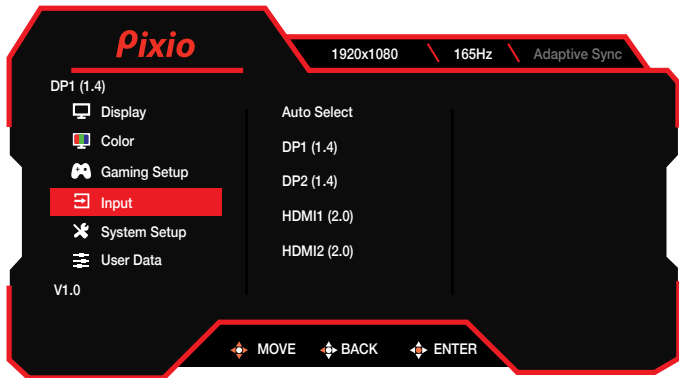 Pixio
1920x1080 \ 165Hz \ Adaptive Sync
DP1 (1.4)
Display
Color
Gaming Setup
Input
System Setup
User Data
V1.0
Auto Select
DP1 (1.4)
DP2 (1.4)
HDMI1 (2.0)
HDMI2 (2.0)
MOVE BACK ENTER